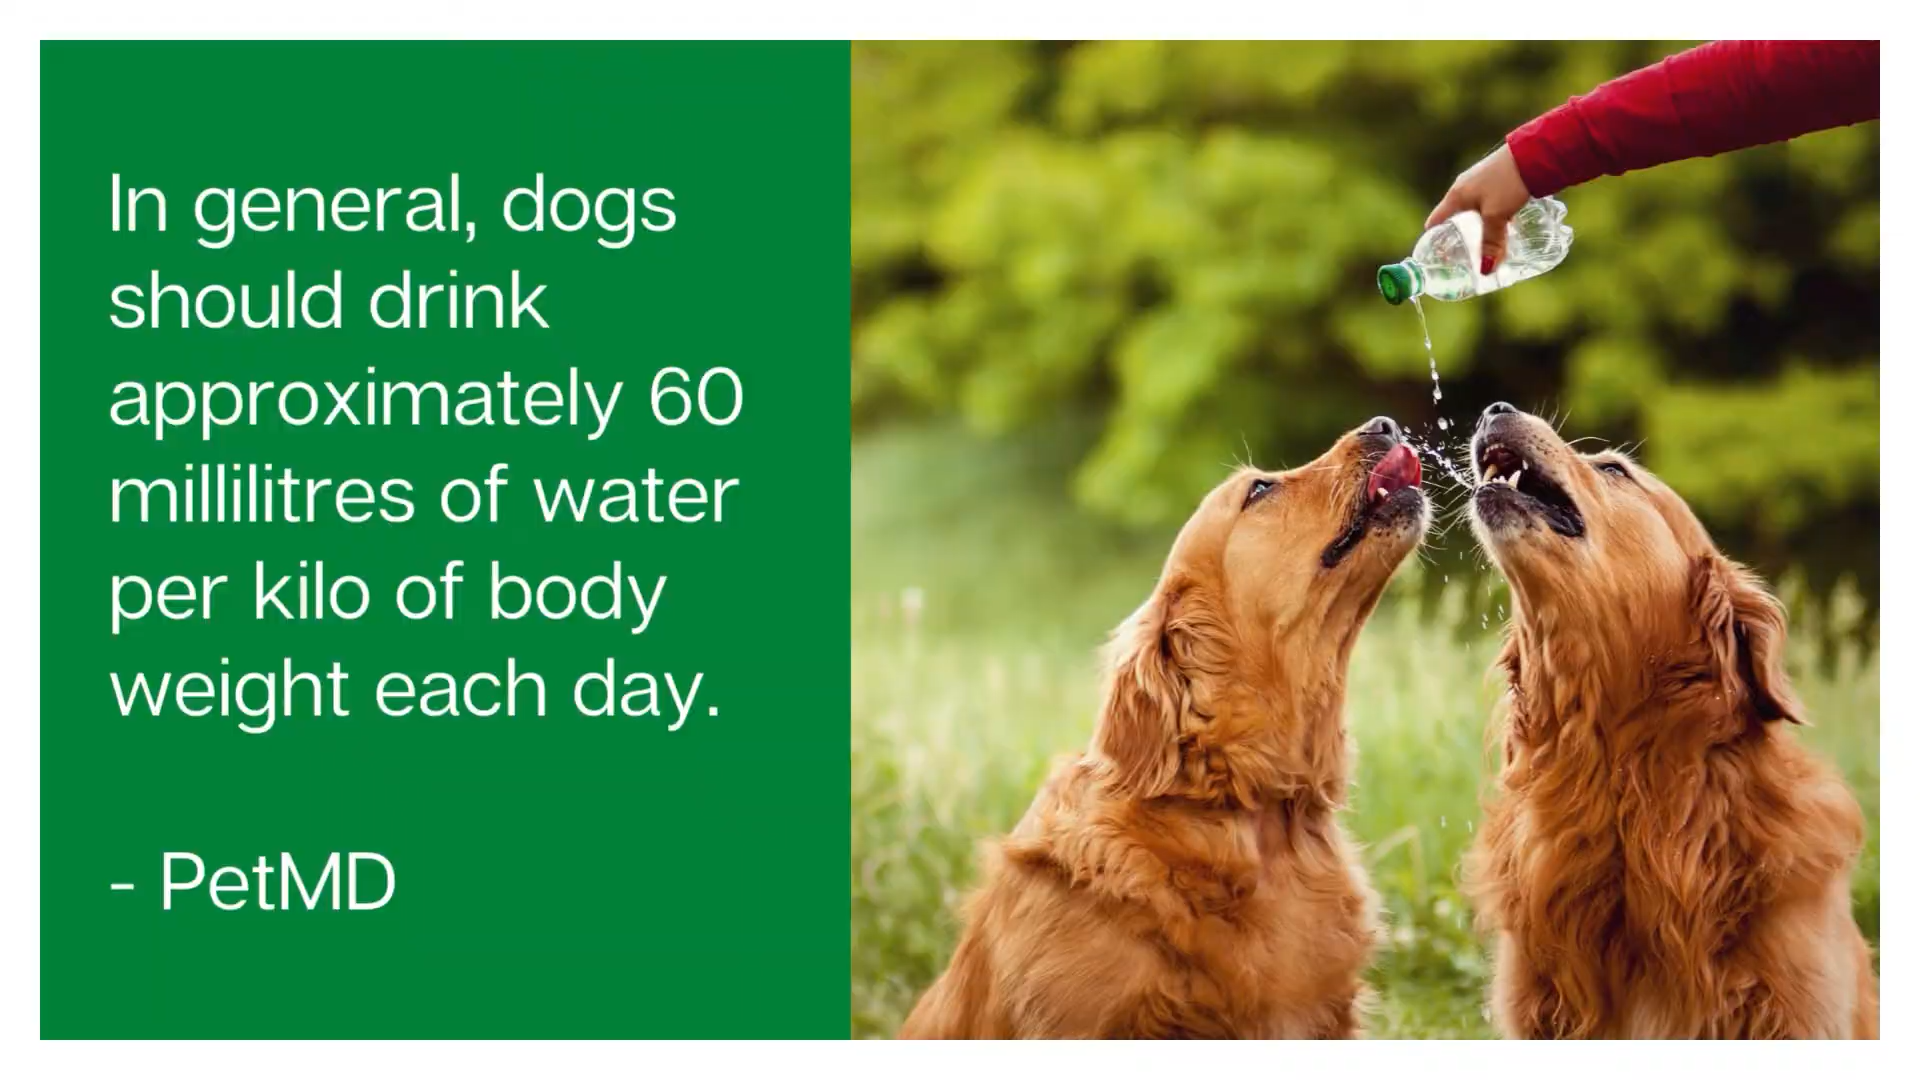 In general, dogs
should drink
approximately 60
millilitres of water
per kilo of body
weight each day.
- PetMD